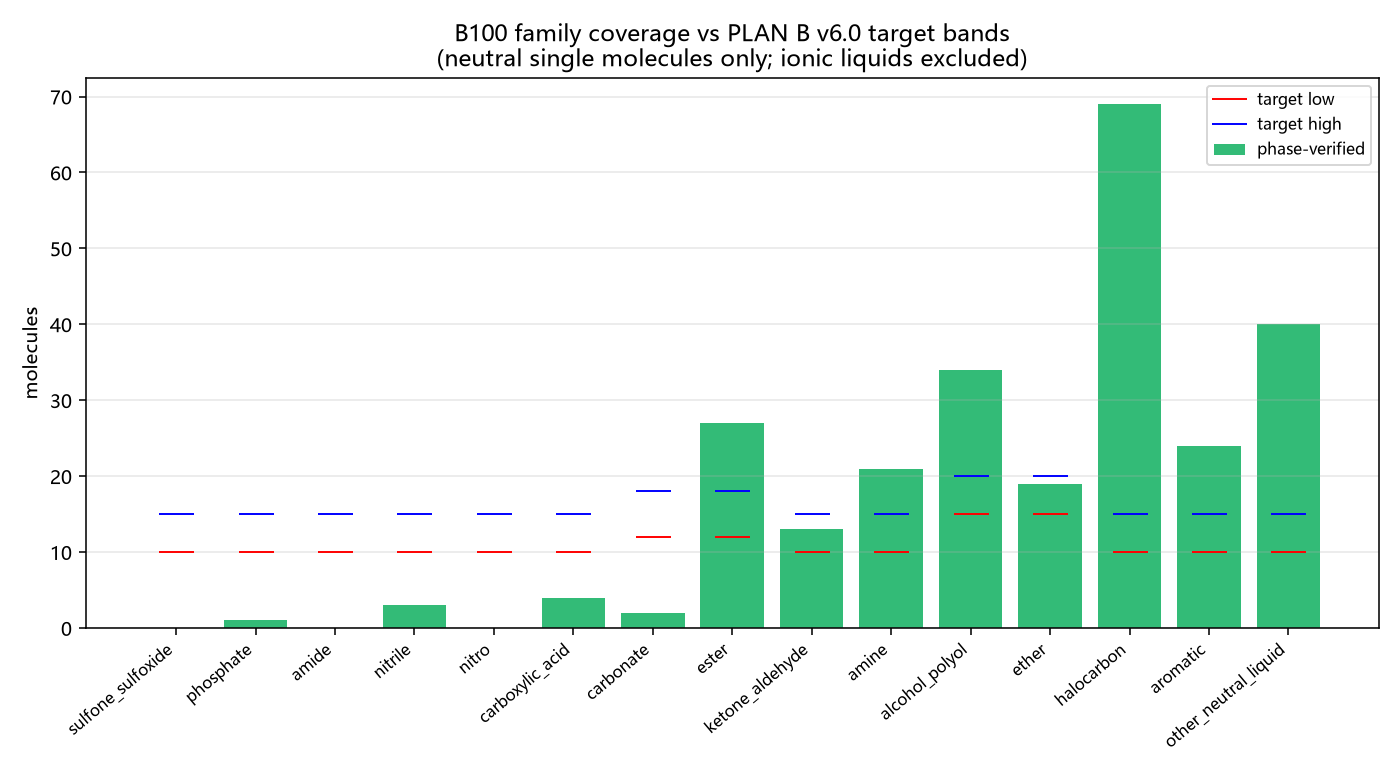 B100 family coverage vs PLAN B v6.0 target bands
(neutral single molecules only; ionic liquids excluded)
target low
target high
phase-verified
molecules
70
60
50
40
30
20
10
0
sulfone_sulfoxide
phosphate
amide
nitrile
nitro
carboxylic_acid
carbonate
ester
ketone_aldehyde
amine
alcohol_polyol
ether
halocarbon
aromatic
other_neutral_liquid